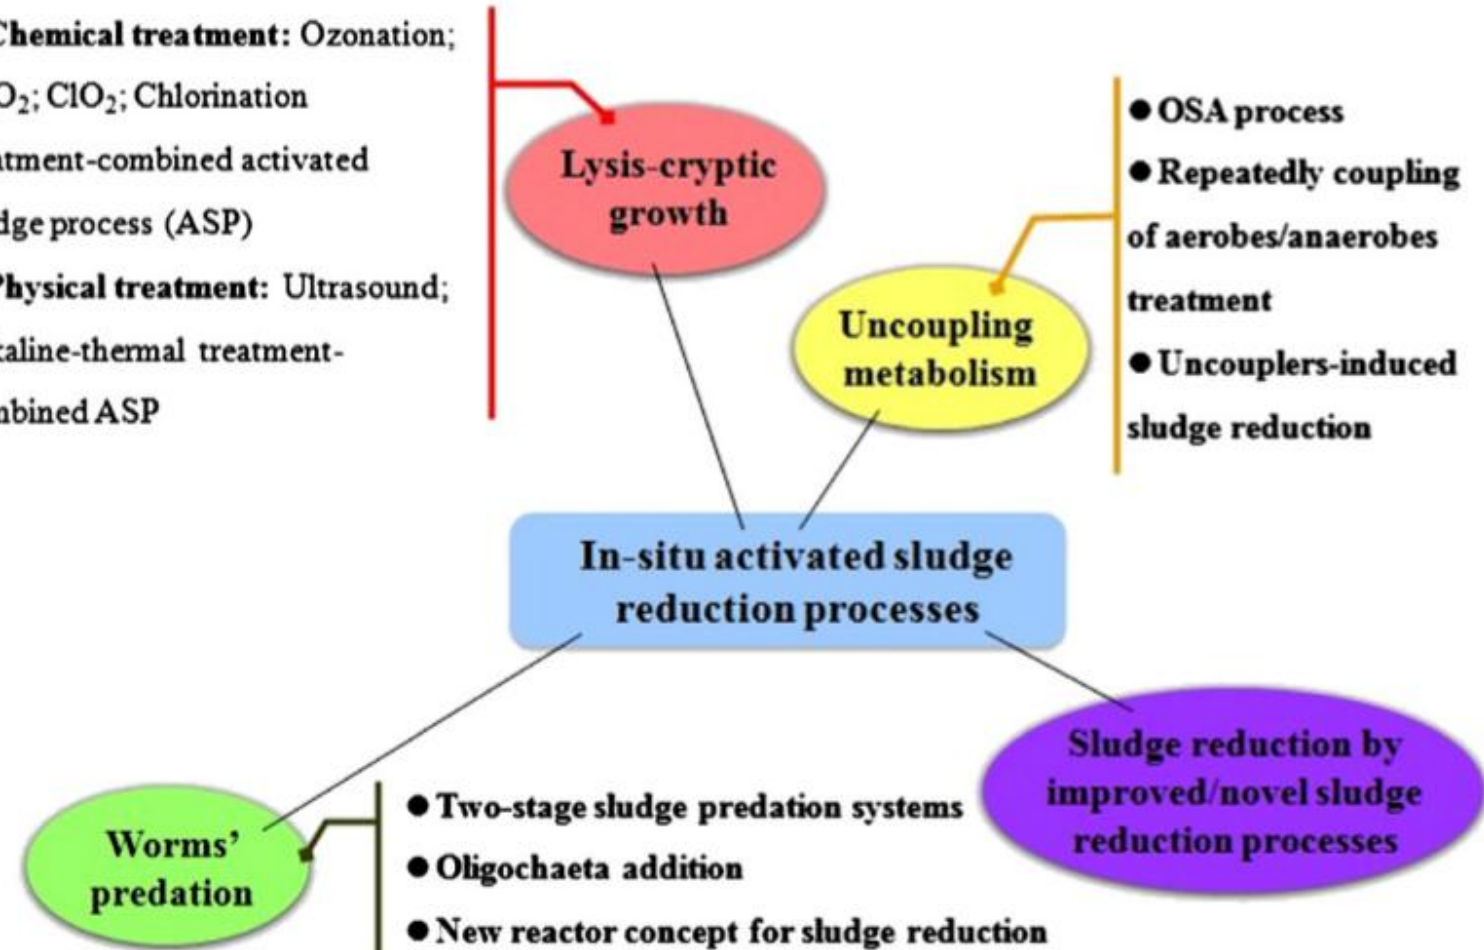 Chemical treatment: Ozonation;
O₂; ClO₂; Chlorination
tment-combined activated
dge process (ASP)
Physical treatment: Ultrasound;
aline-thermal treatment-
bined ASP
Lysis-cryptic
growth
● OSA process
● Repeatedly coupling
of aerobes/anaerobes
treatment
● Uncouplers-induced
sludge reduction
Uncoupling
metabolism
In-situ activated sludge
reduction processes
Sludge reduction by
improved/novel sludge
reduction processes
Worms’
predation
● Two-stage sludge predation systems
● Oligochaeta addition
● New reactor concept for sludge reduction